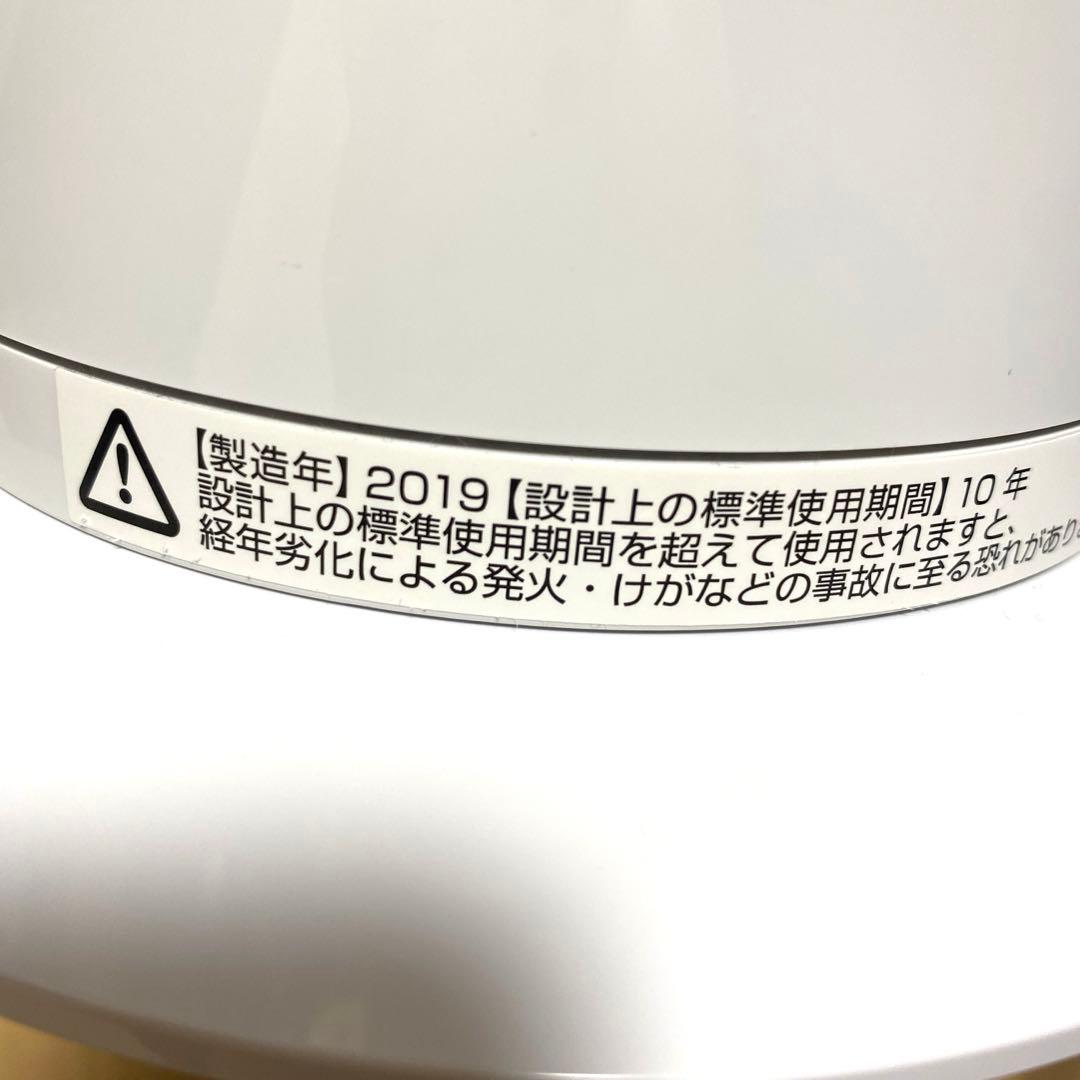 【製造年】2019【設計上の標準使用期間】10年
設計上の標準使用期間を超えて使用されますと、
経年劣化による発火・けがなどの事故に至る恐れがあり